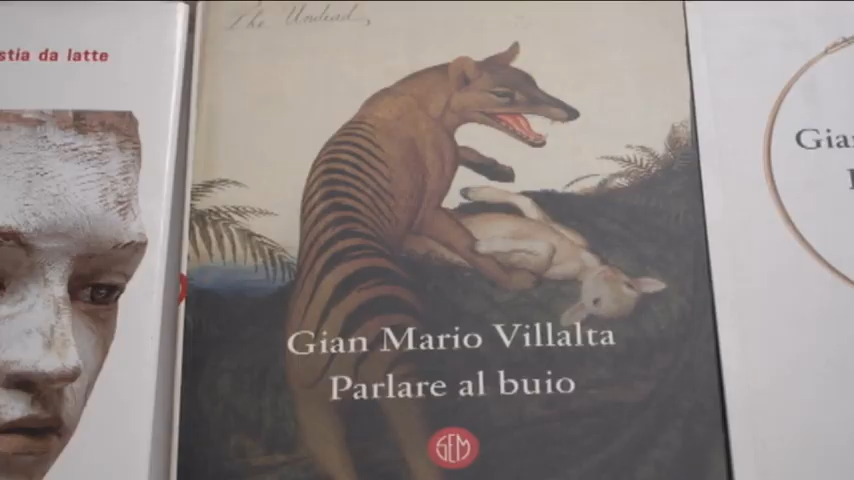 stia da latte
The Undead,
Gian Mario Villalta
Parlare al buio
SEM
Gia